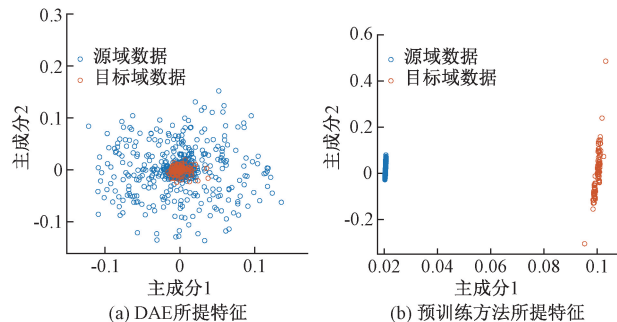 0.3
0.2
0.1
0
-0.1
主成分2
源域数据
目标域数据
-0.1
0
0.1
主成分1
(a) DAE所提特征
0.6
0.4
0.2
0.0
-0.2
主成分2
源域数据
目标域数据
0.02
0.04
0.06
0.08
0.1
主成分1
(b) 预训练方法所提特征